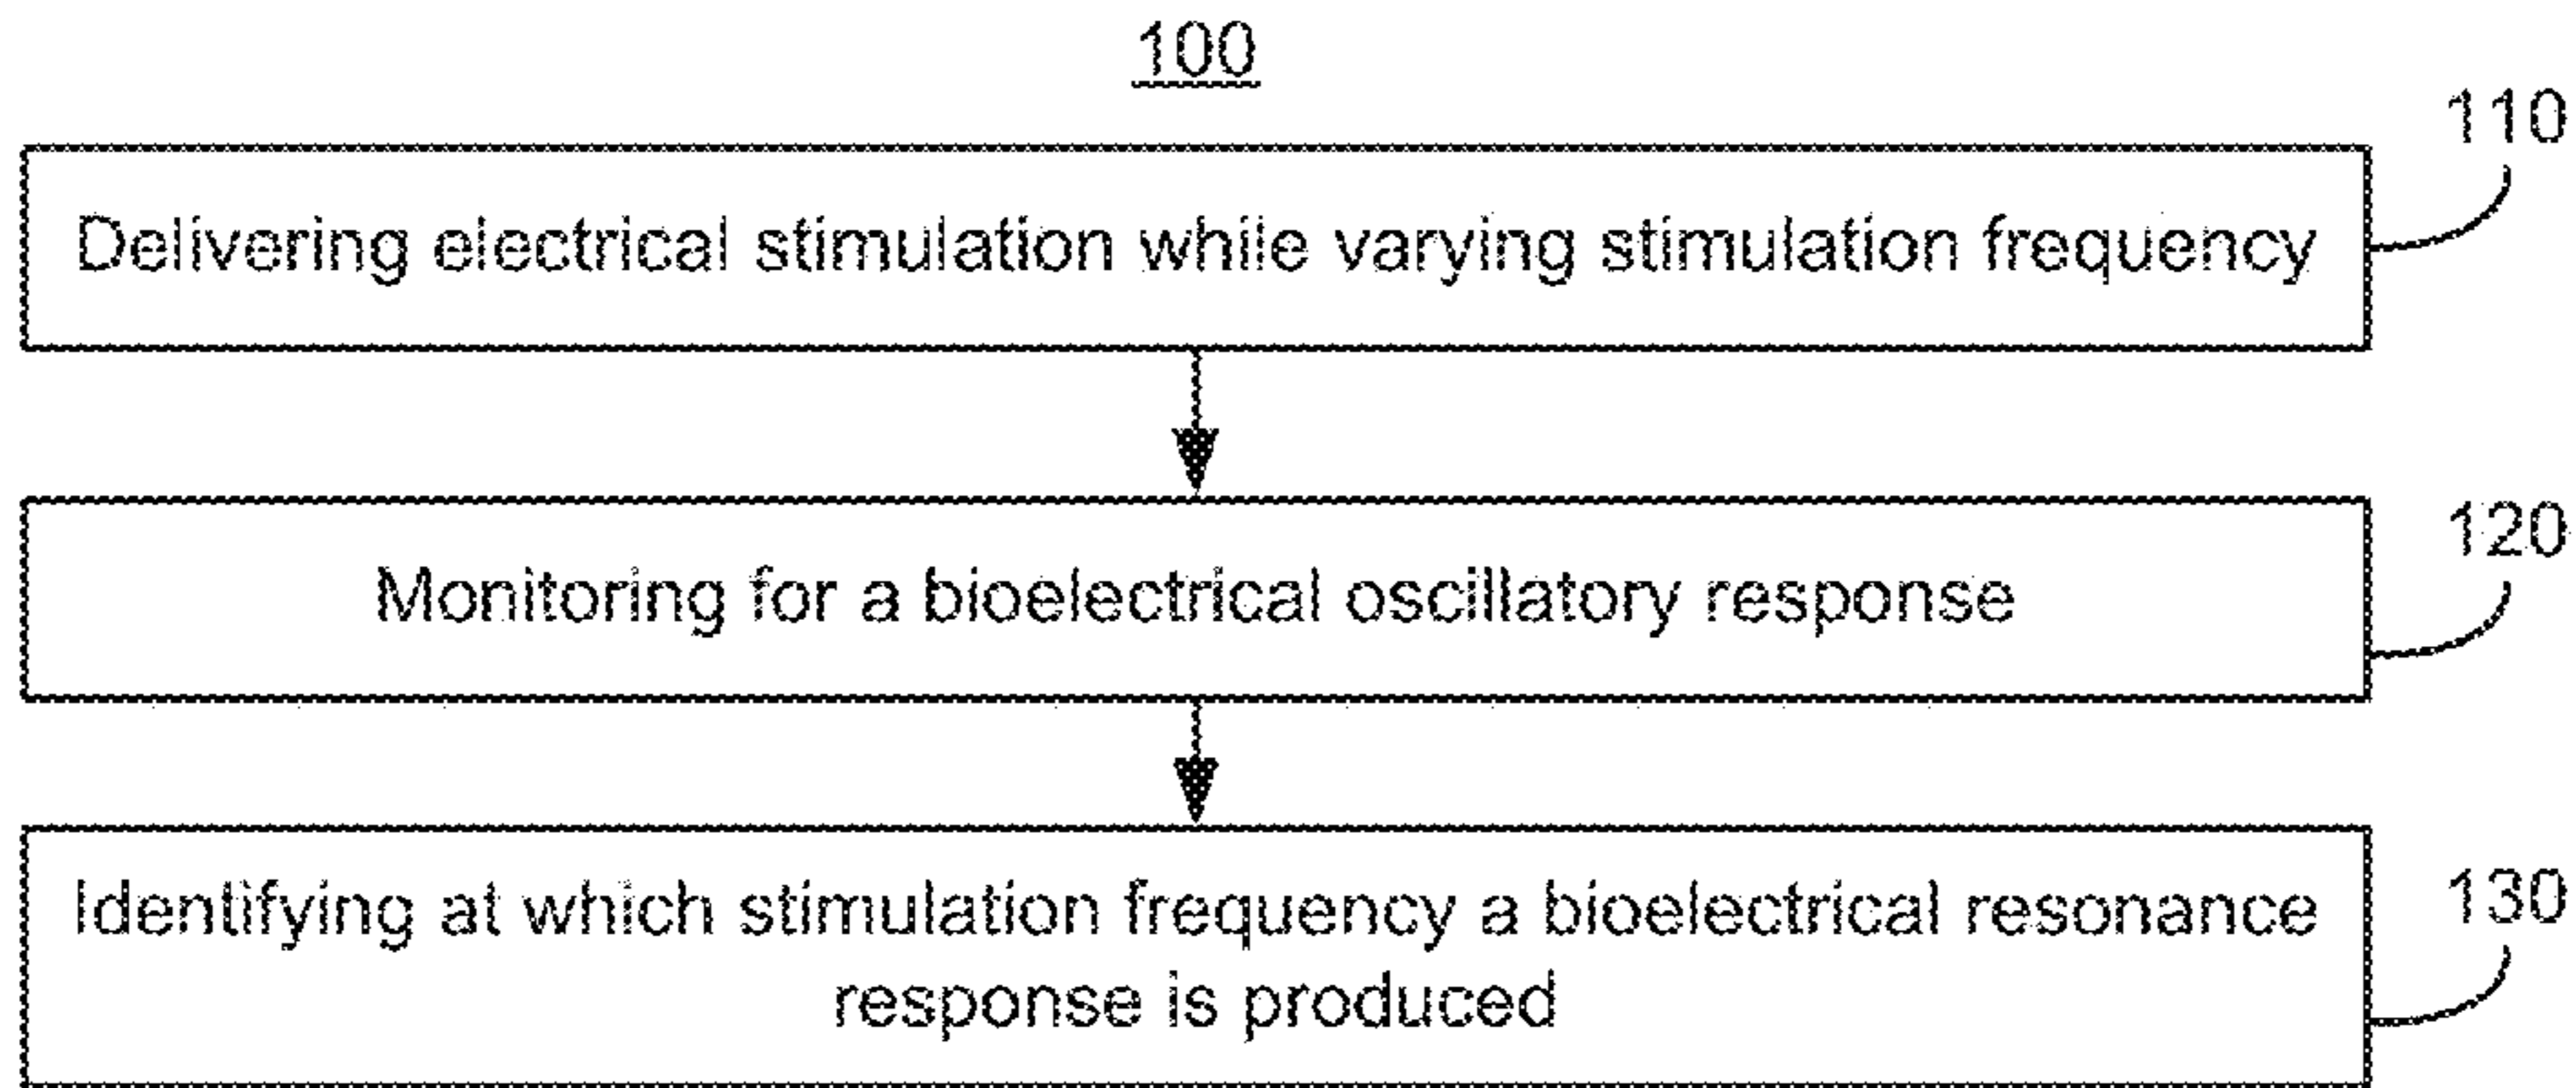 100
110
Delivering electrical stimulation while varying stimulation frequency
120
Monitoring for a bioelectrical oscillatory response
130
Identifying at which stimulation frequency a bioelectrical resonance
response is produced